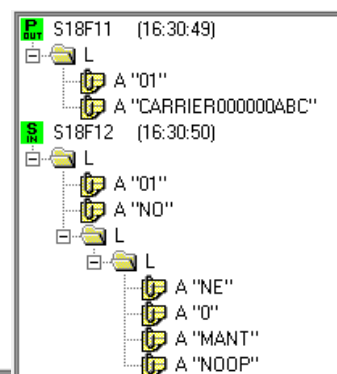 P OUT S18F11 (16:30:49)
L
A "01"
A "CARRIER000000ABC"
S IN S18F12 (16:30:50)
L
A "01"
A "NO"
L
L
A "NE"
A "0"
A "MANT"
A "NOOP"